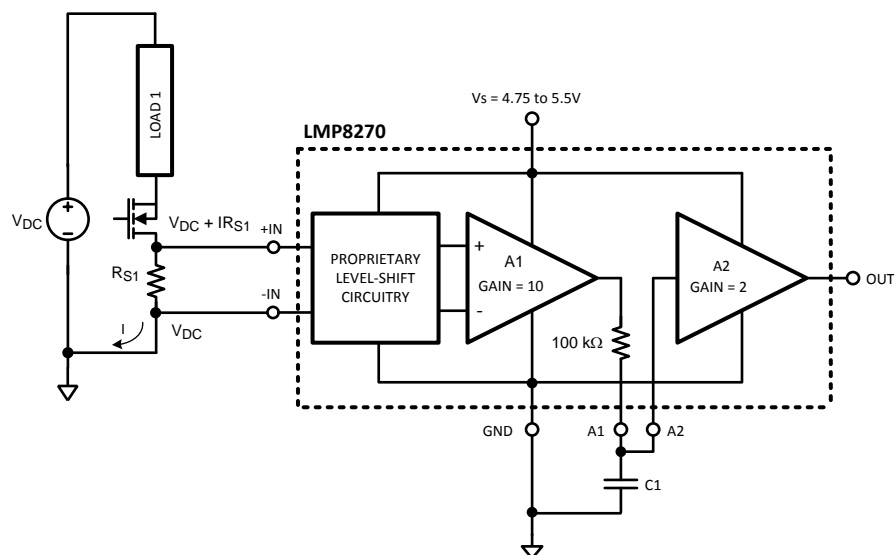 Vs = 4.75 to 5.5V
LMP8270
LOAD 1
VDC
VDC + IRS1
+IN
RS1
-IN
I
VDC
PROPRIETARY
LEVEL-SHIFT
CIRCUITRY
+
-
A1
GAIN = 10
A2
GAIN = 2
OUT
100 kΩ
GND
A1
A2
C1